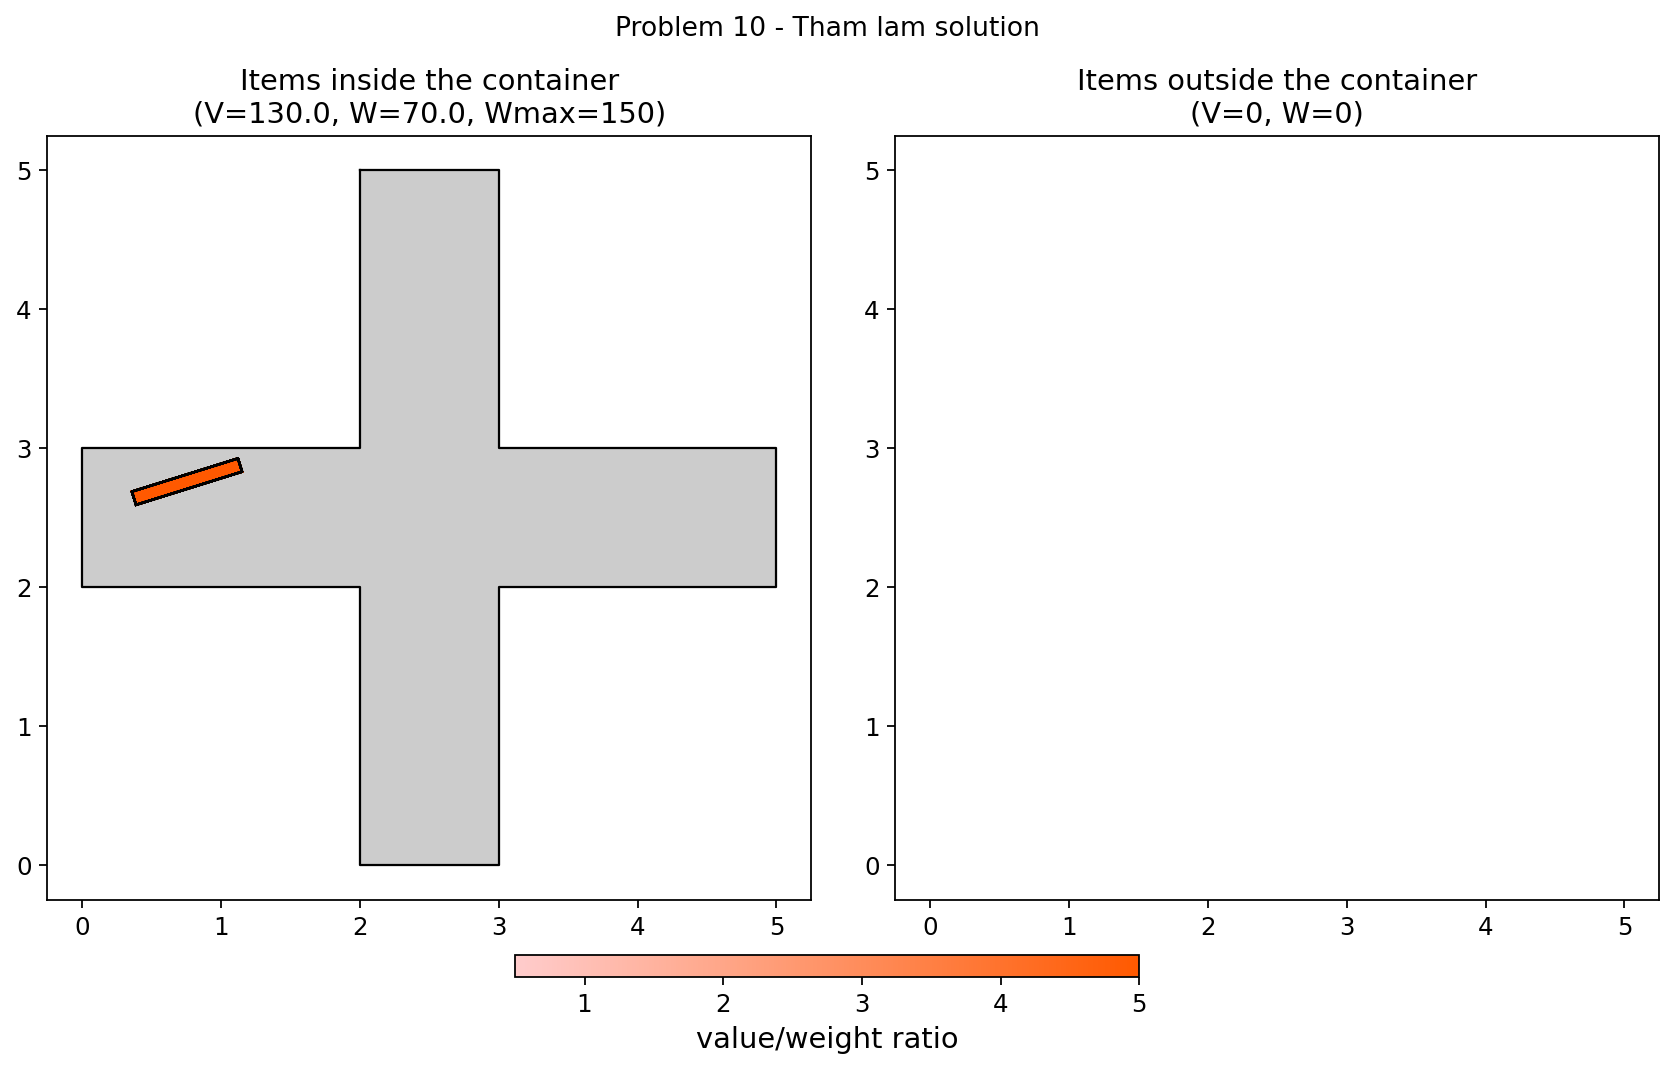 Problem 10 - Tham lam solution
Items inside the container
(V=130.0, W=70.0, Wmax=150)
5
4
3
2
1
0
0 1 2 3 4 5
Items outside the container
(V=0, W=0)
5
4
3
2
1
0
0 1 2 3 4 5
1 2 3 4 5
value/weight ratio